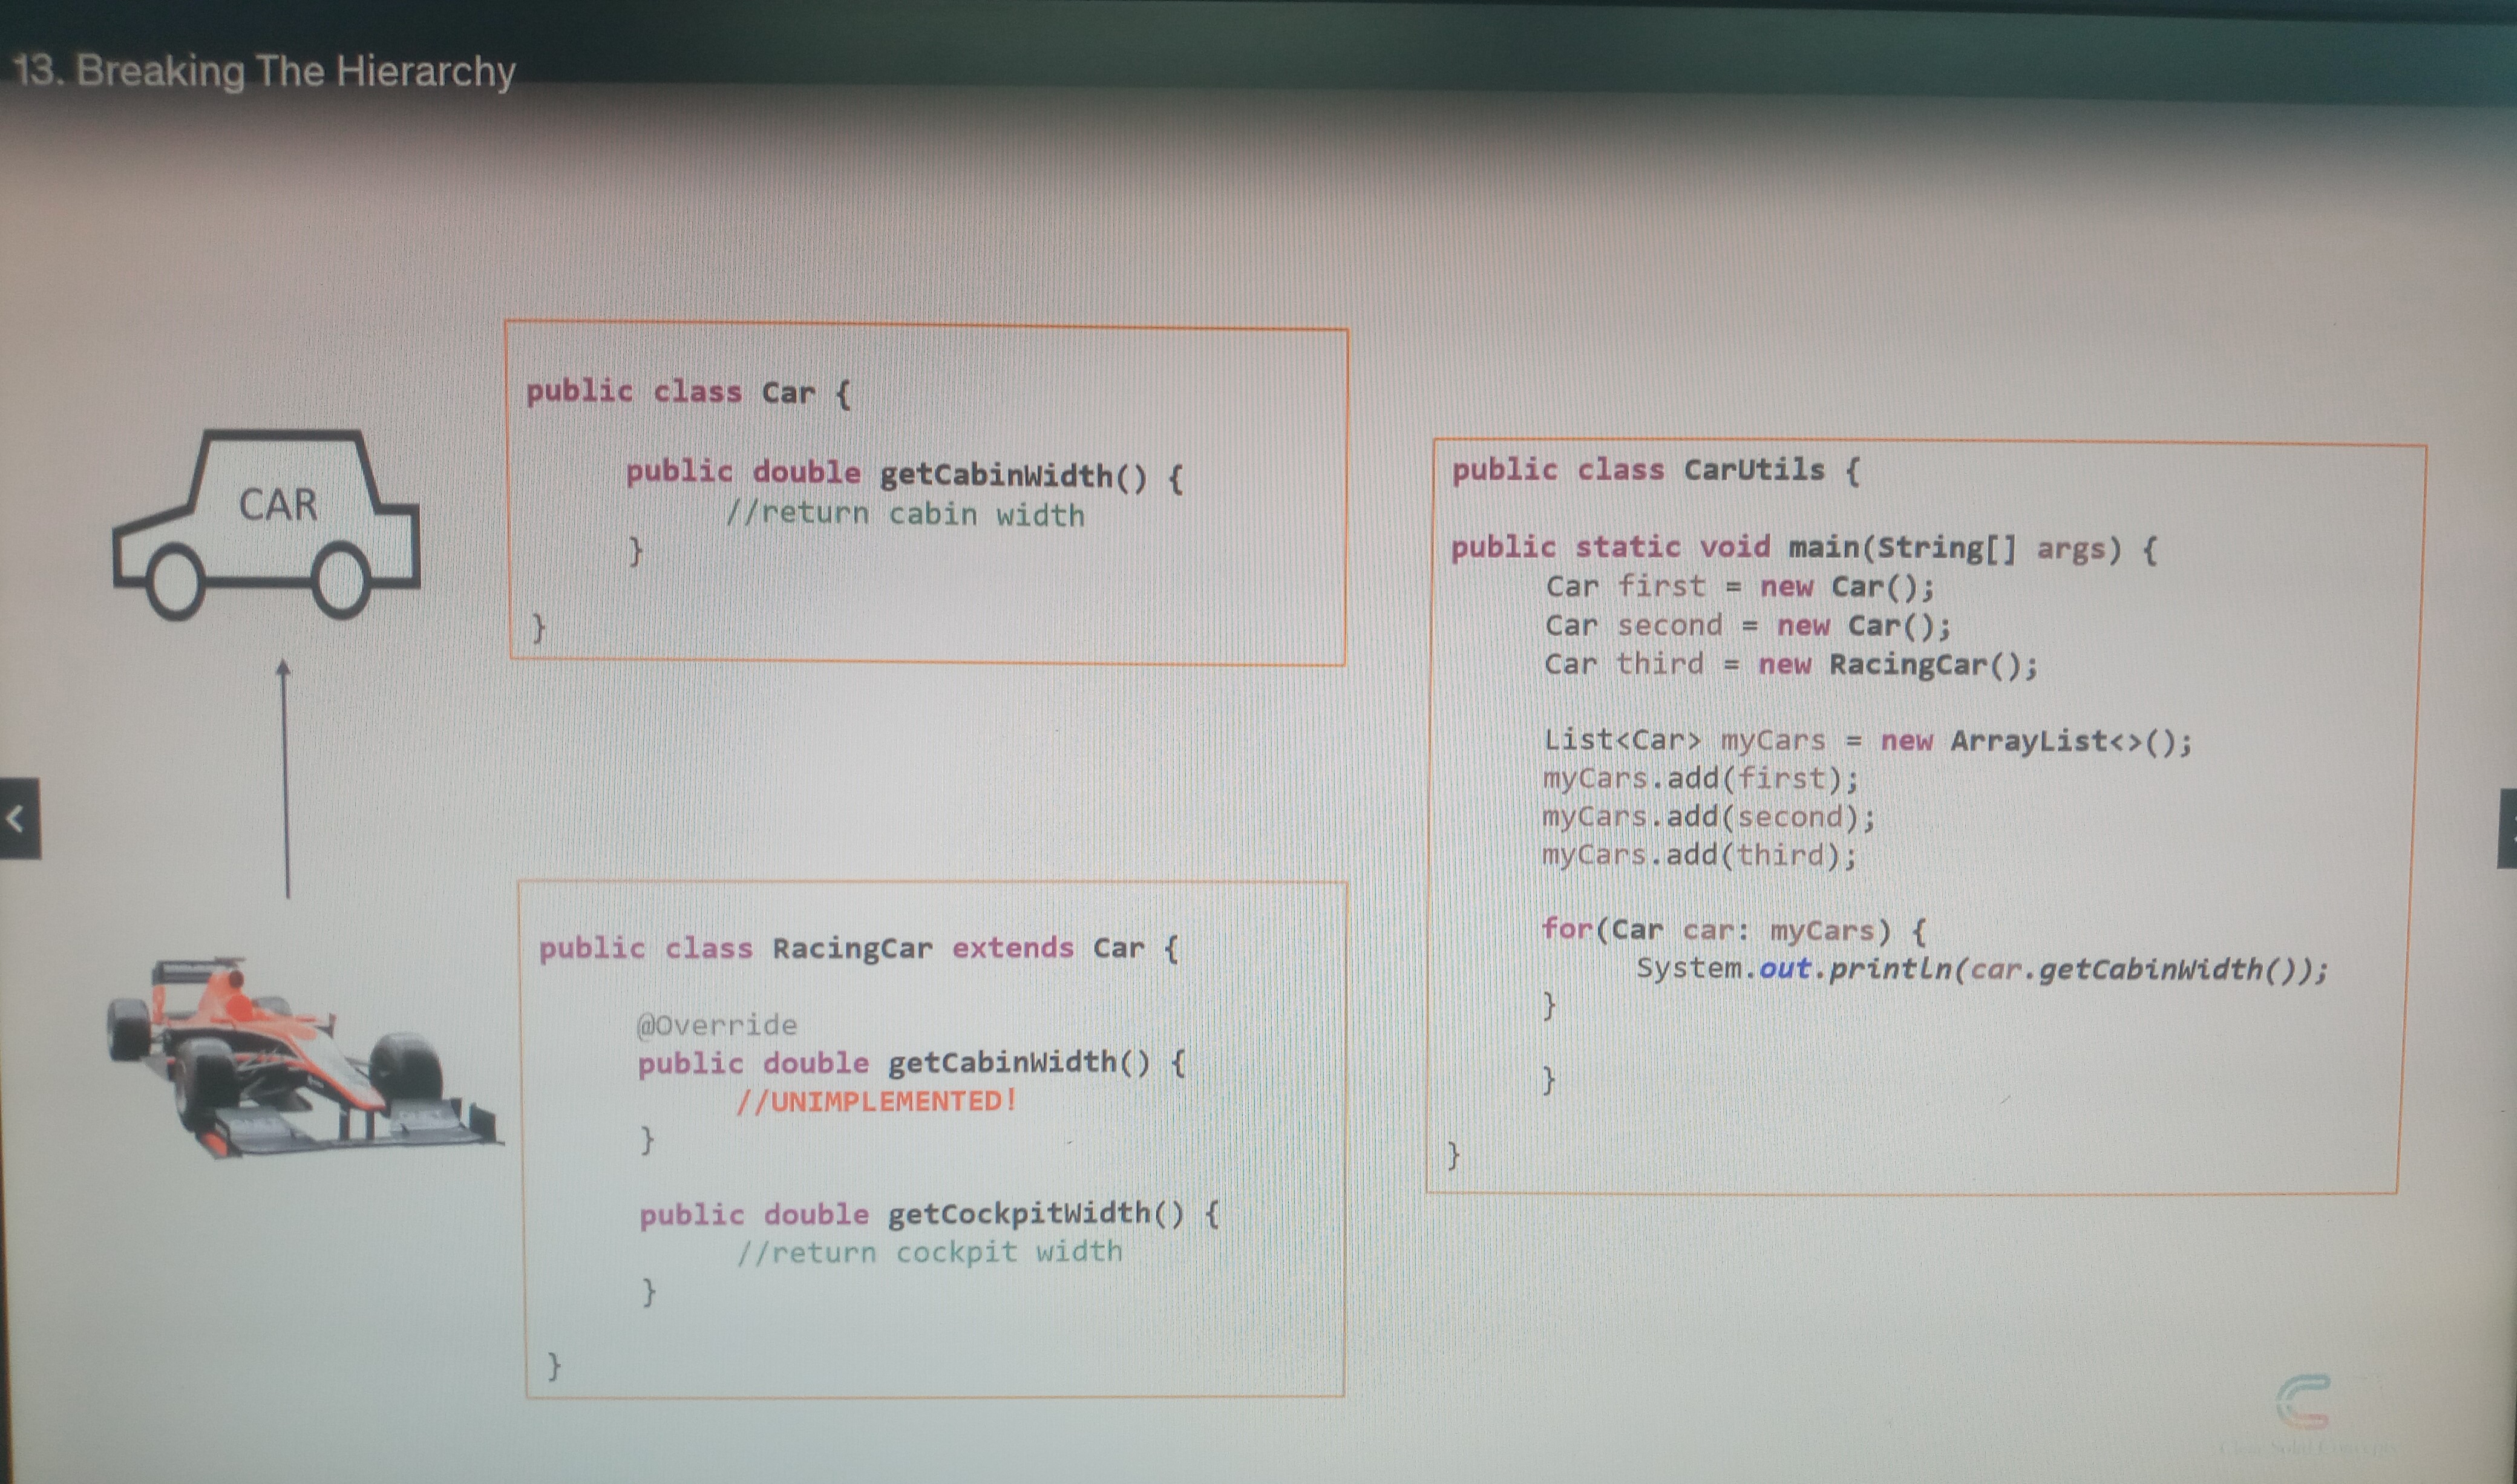 13. Breaking The Hierarchy
CAR
public class Car {
public double getCabinWidth() {
//return cabin width
}
}
public class RacingCar extends Car {
@Override
public double getCabinWidth() {
//UNIMPLEMENTED!
}
public double getCockpitWidth() {
//return cockpit width
}
}
public class CarUtils {
public static void main(String[] args) {
Car first = new Car();
Car second = new Car();
Car third = new RacingCar();
List<Car> myCars = new ArrayList<>();
myCars.add(first);
myCars.add(second);
myCars.add(third);
for(Car car: myCars) {
System.out.println(car.getCabinWidth());
}
}
}